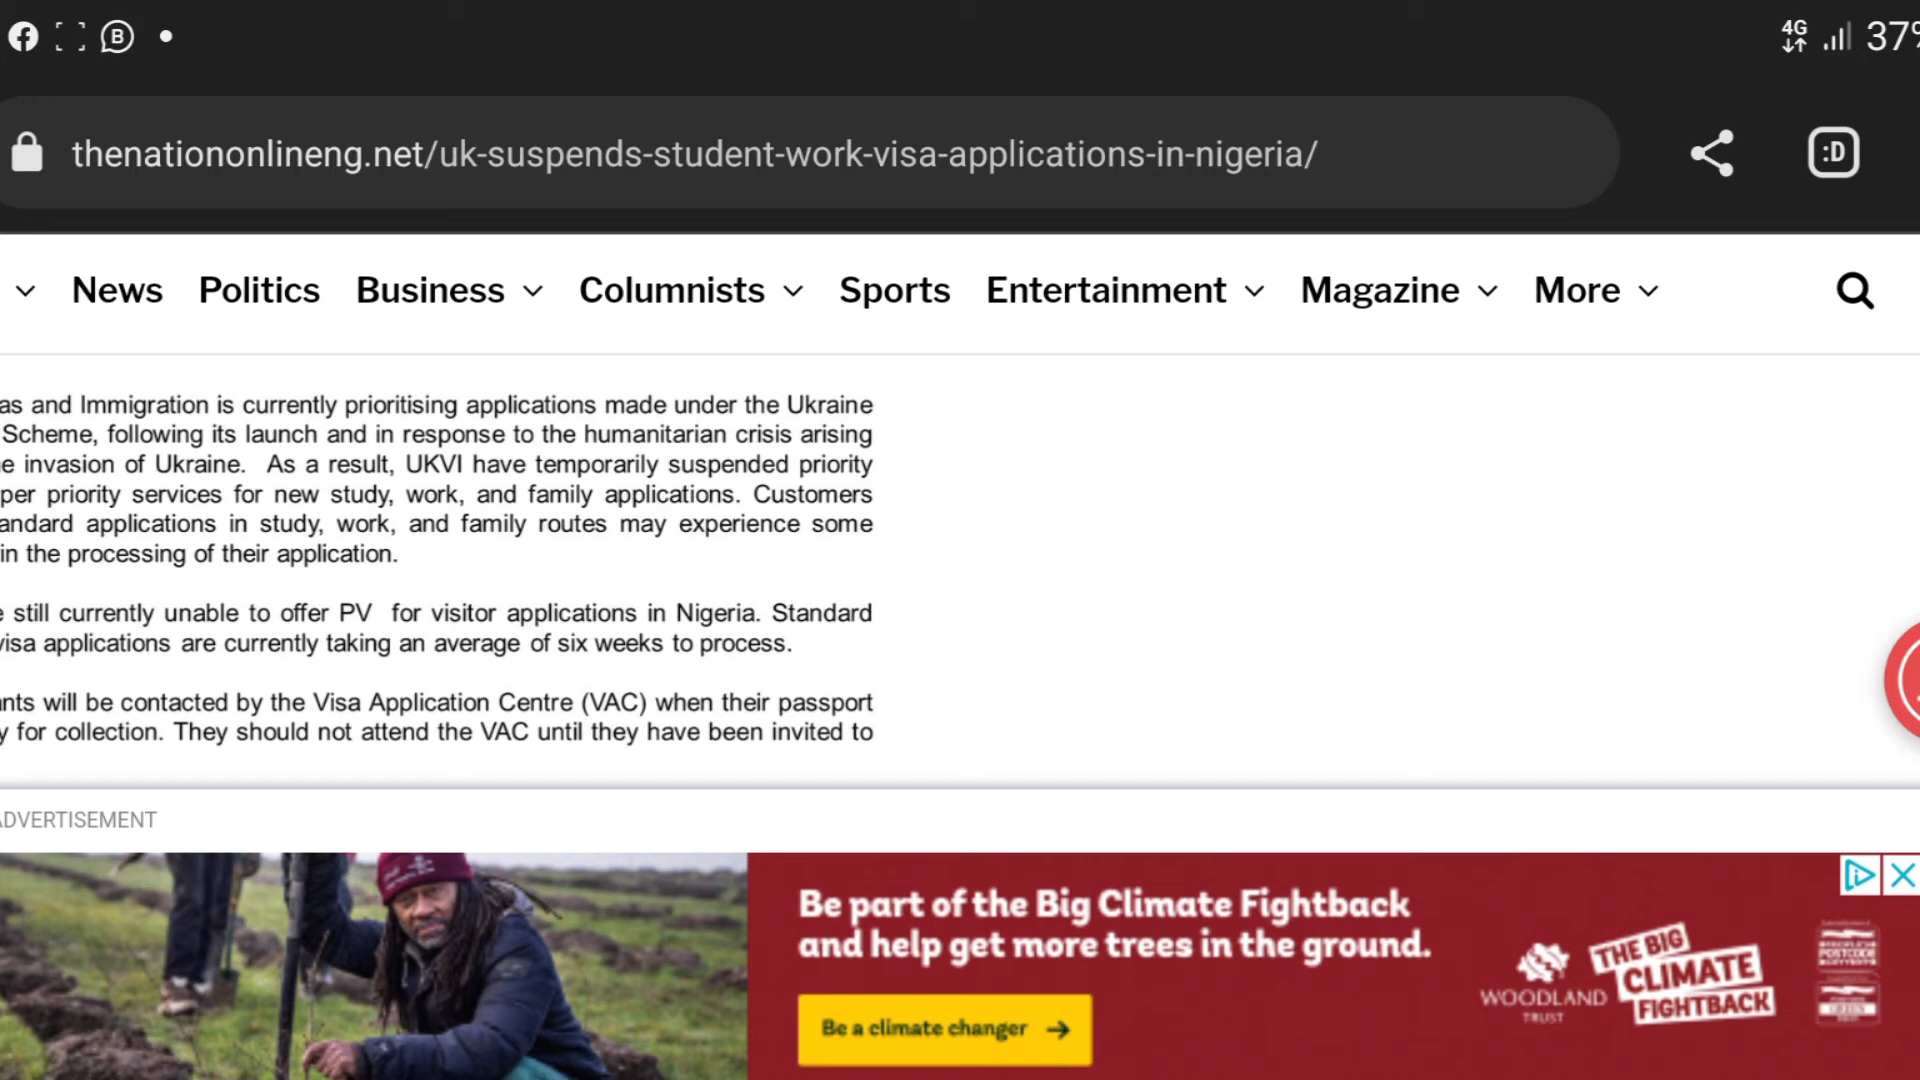 4G
37%
thenationonlineng.net/uk-suspends-student-work-visa-applications-in-nigeria/
:D
News Politics Business Columnists Sports Entertainment Magazine More
as and Immigration is currently prioritising applications made under the Ukraine
Scheme, following its launch and in response to the humanitarian crisis arising
e invasion of Ukraine. As a result, UKVI have temporarily suspended priority
per priority services for new study, work, and family applications. Customers
andard applications in study, work, and family routes may experience some
in the processing of their application.
e still currently unable to offer PV for visitor applications in Nigeria. Standard
visa applications are currently taking an average of six weeks to process.
ants will be contacted by the Visa Application Centre (VAC) when their passport
y for collection. They should not attend the VAC until they have been invited to
ADVERTISEMENT
Be part of the Big Climate Fightback
and help get more trees in the ground.
Be a climate changer
WOODLAND
TRUST
THE BIG
CLIMATE
FIGHTBACK
POSTCODE